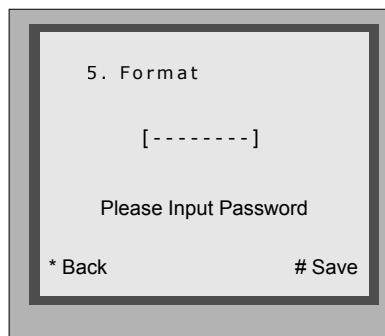 5. Format
[--------]
Please Input Password
* Back # Save